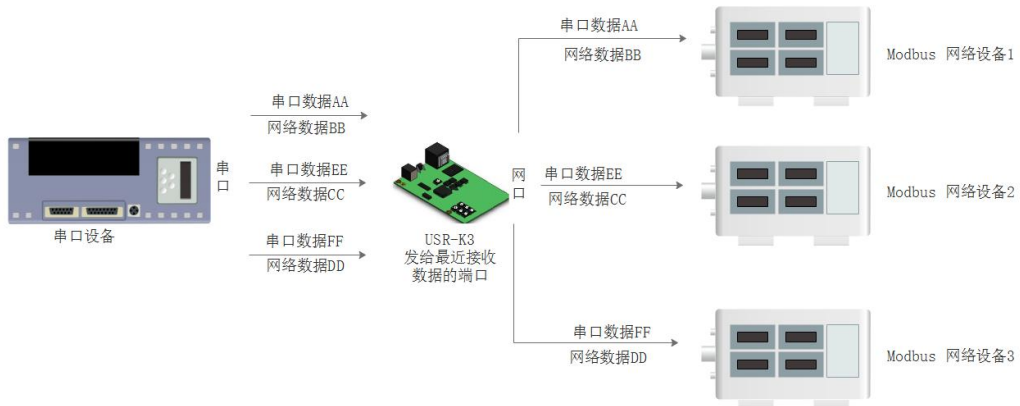 串口数据AA
网络数据BB
Modbus 网络设备1
串口数据AA
网络数据BB
串口
串口数据EE
网络数据CC
网口
串口数据EE
网络数据CC
Modbus 网络设备2
串口设备
串口数据FF
网络数据DD
USR-K3
发给最近接收
数据的端口
串口数据FF
网络数据DD
Modbus 网络设备3